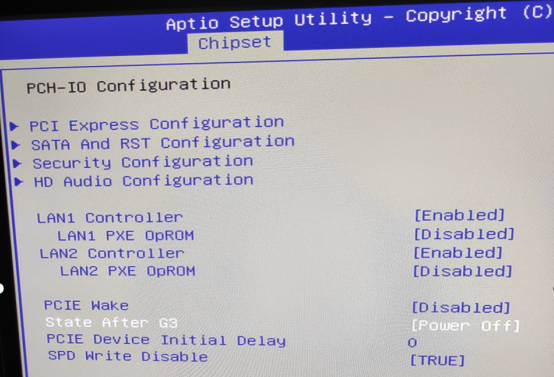 Aptio Setup Utility – Copyright (C)
Chipset
PCH-IO Configuration
PCI Express Configuration
SATA And RST Configuration
Security Configuration
HD Audio Configuration
LAN1 Controller [Enabled]
LAN1 PXE OpROM [Disabled]
LAN2 Controller [Enabled]
LAN2 PXE OpROM [Disabled]
PCIE Wake [Disabled]
State After G3 [Power Off]
PCIE Device Initial Delay 0
SPD Write Disable [TRUE]